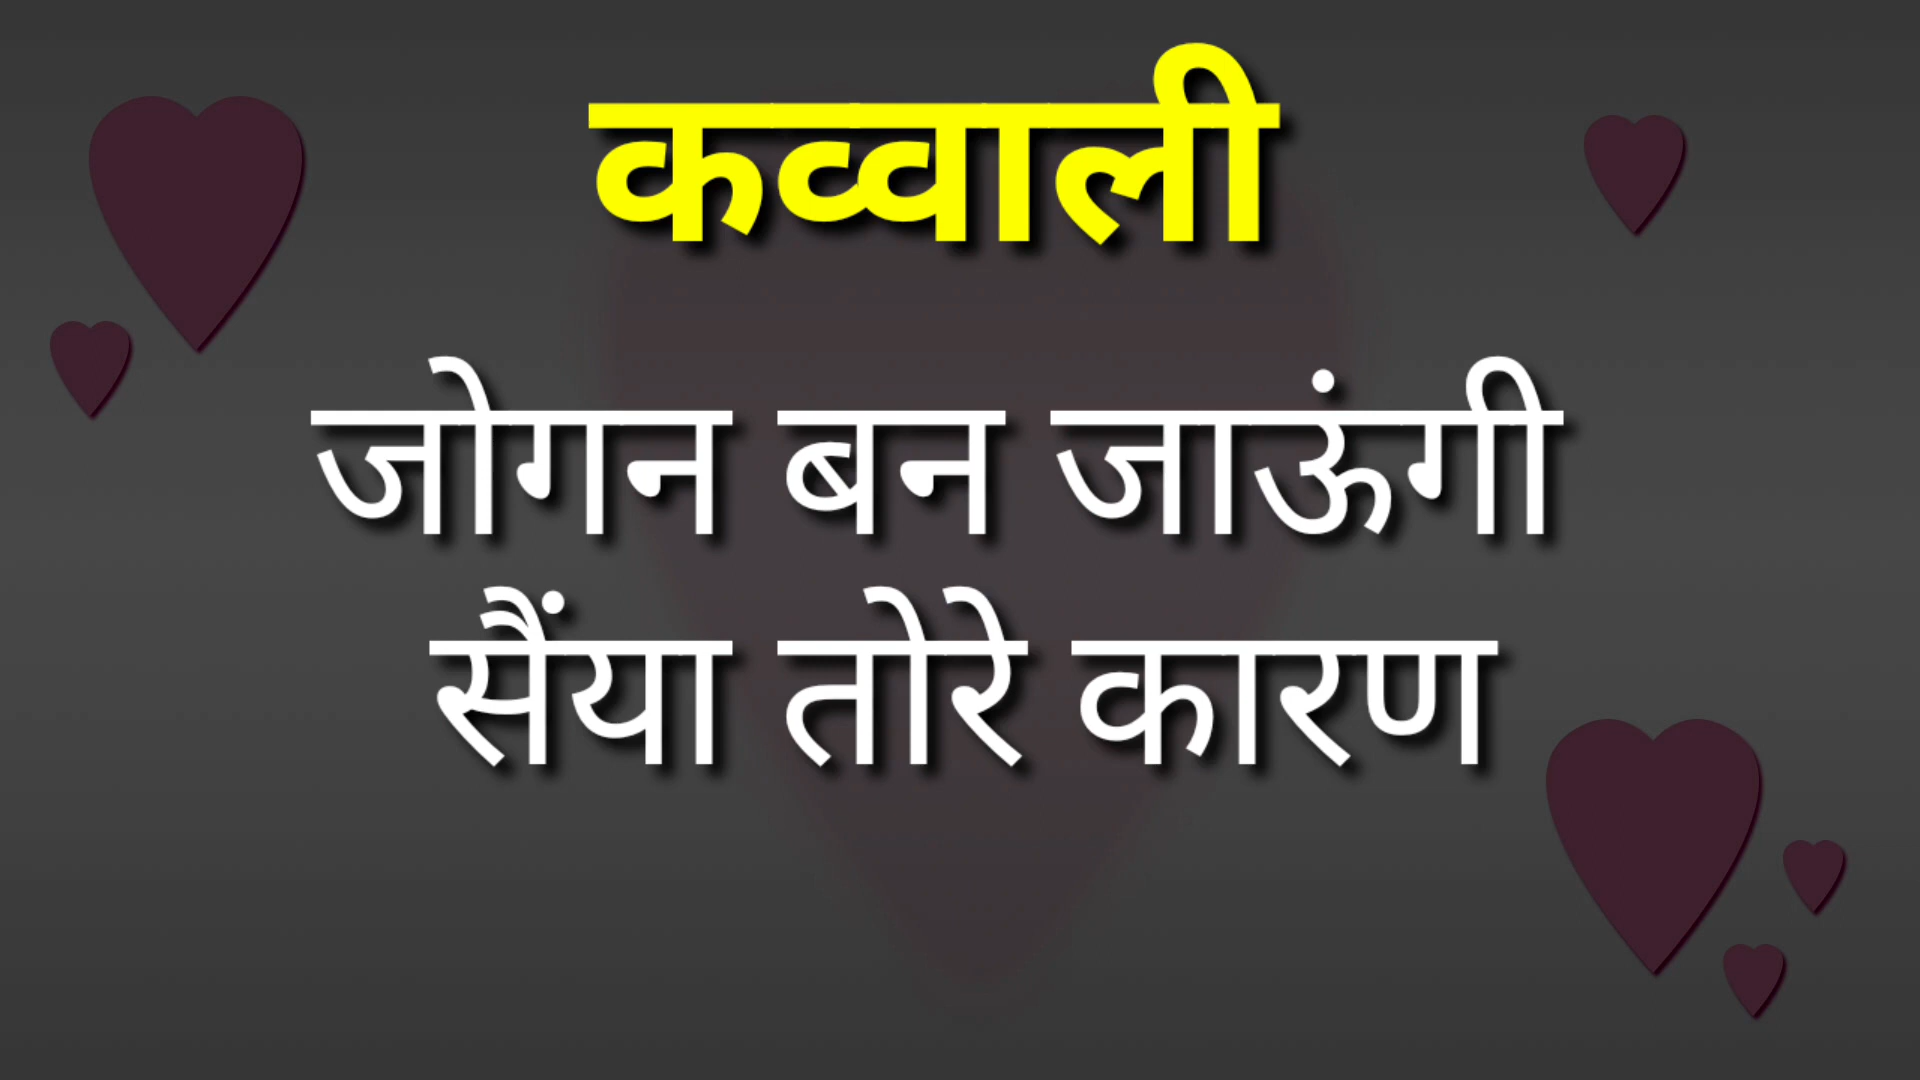 कव्वाली
जोगन बन जाऊंगी
सैंया तोरे कारण